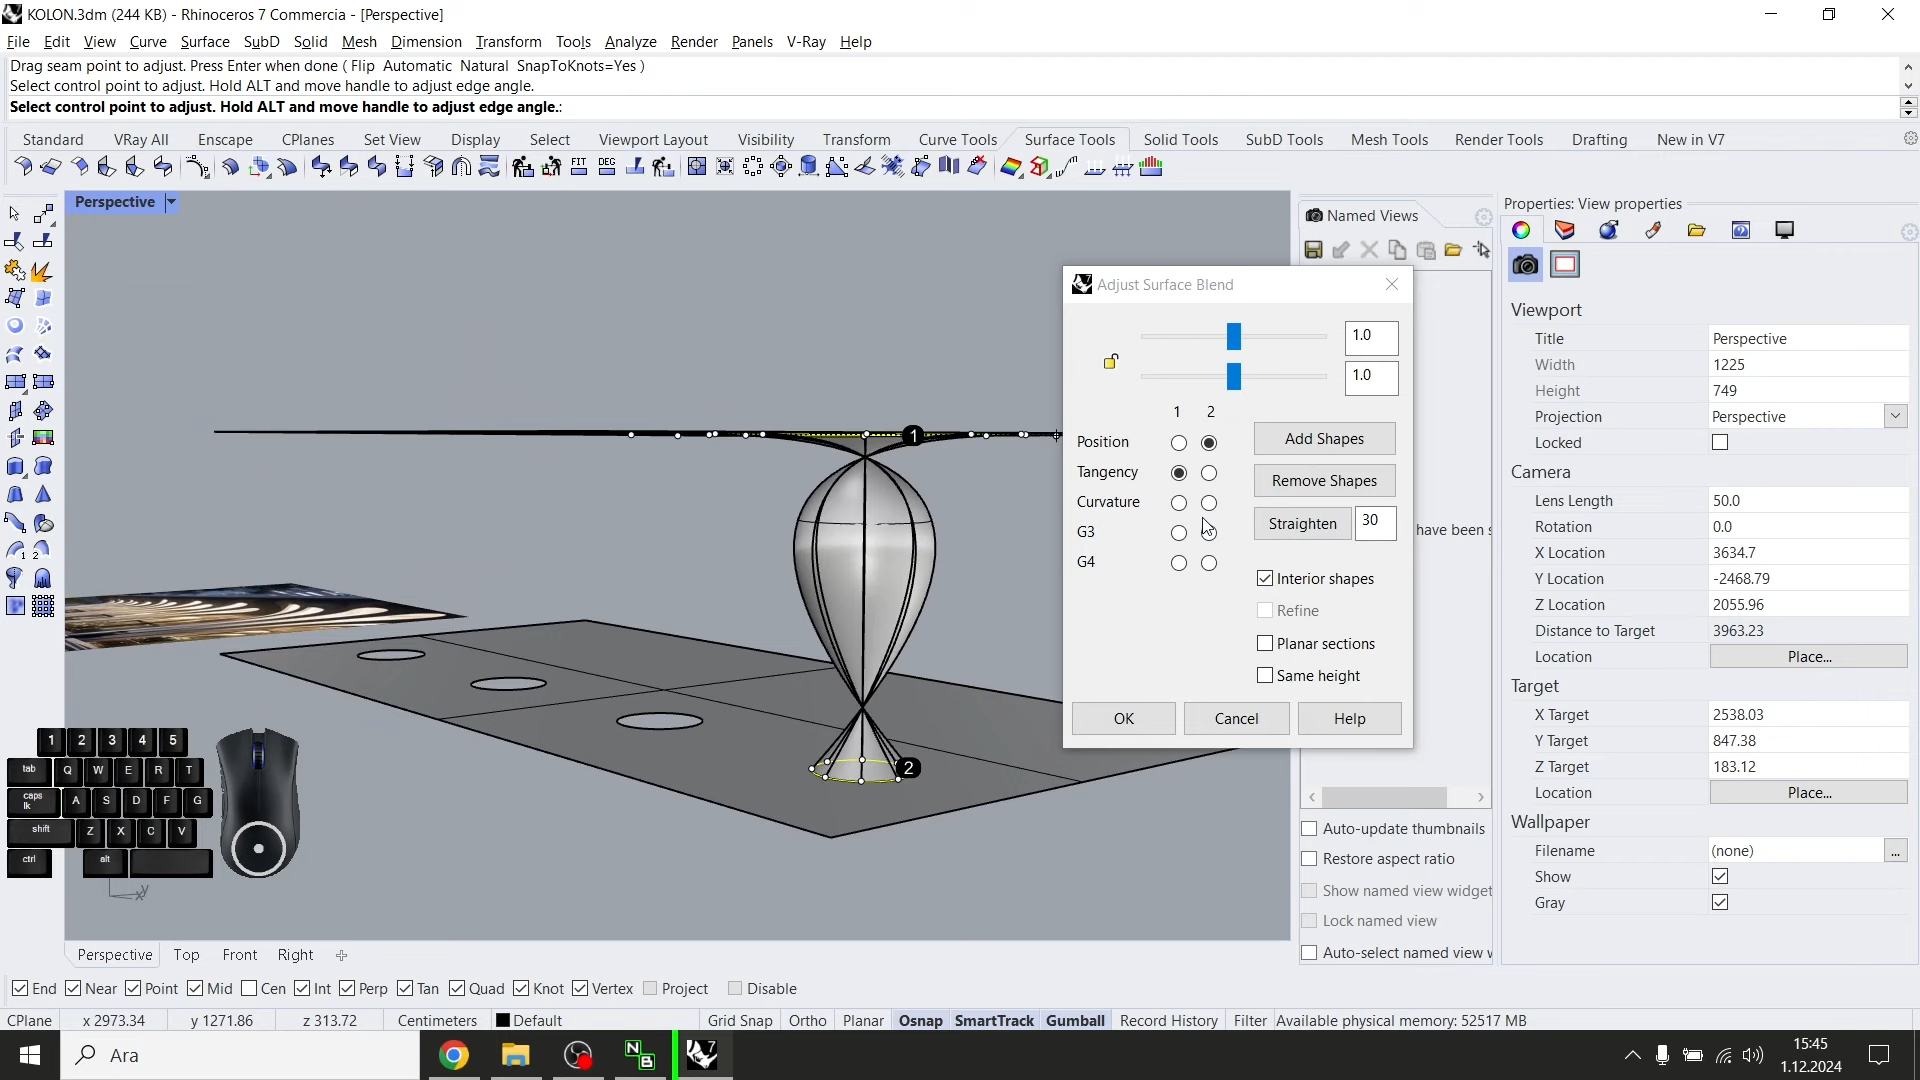 KOLON.3dm (244 KB) - Rhinoceros 7 Commercia - [Perspective]
File Edit View Curve Surface SubD Solid Mesh Dimension Transform Tools Analyze Render Panels V-Ray Help
Drag seam point to adjust. Press Enter when done ( Flip Automatic Natural SnapToKnots=Yes )
Select control point to adjust. Hold ALT and move handle to adjust edge angle.
Select control point to adjust. Hold ALT and move handle to adjust edge angle.:
Standard VRay All Enscape CPlanes Set View Display Select Viewport Layout Visibility Transform Curve Tools Surface Tools Solid Tools SubD Tools Mesh Tools Render Tools Drafting New in V7
FIT DEG
Perspective
Named Views
Properties: View properties
Adjust Surface Blend
1.0
1.0
1 2
Position
Tangency
Curvature
G3
G4
Add Shapes
Remove Shapes
Straighten 30
Interior shapes
Refine
Planar sections
Same height
OK Cancel Help
have been s
1
2
Viewport
Title Perspective
Width 1225
Height 749
Projection Perspective
Locked
Camera
Lens Length 50.0
Rotation 0.0
X Location 3634.7
Y Location -2468.79
Z Location 2055.96
Distance to Target 3963.23
Location Place...
Target
X Target 2538.03
Y Target 847.38
Z Target 183.12
Location Place...
Wallpaper
Filename (none) ...
Show
Gray
Auto-update thumbnails
Restore aspect ratio
Show named view widget
Lock named view
Auto-select named view w
1 2 3 4 5
tab Q W E R T
caps lk A S D F G
shift Z X C V
ctrl alt
Perspective Top Front Right
End Near Point Mid Cen Int Perp Tan Quad Knot Vertex Project Disable
CPlane x 2973.34 y 1271.86 z 313.72 Centimeters Default Grid Snap Ortho Planar Osnap SmartTrack Gumball Record History Filter Available physical memory: 52517 MB
Ara
15:45
1.12.2024